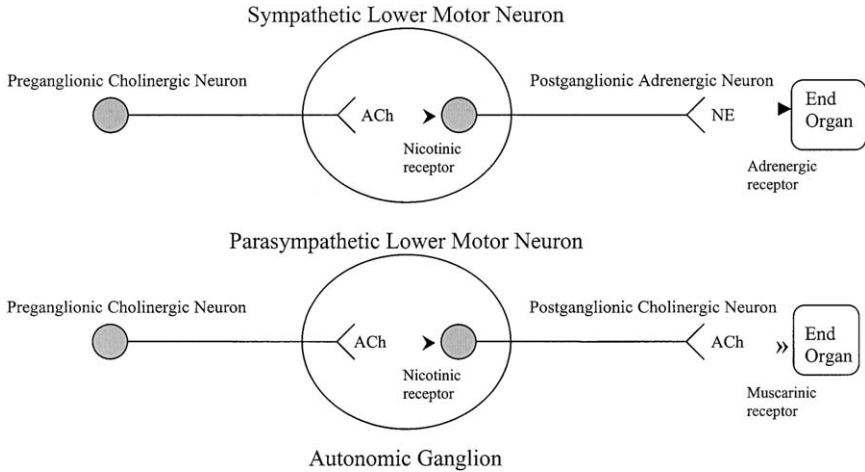 Sympathetic Lower Motor Neuron
Preganglionic Cholinergic Neuron
Postganglionic Adrenergic Neuron
ACh
Nicotinic
receptor
NE
End
Organ
Adrenergic
receptor
Parasympathetic Lower Motor Neuron
Preganglionic Cholinergic Neuron
Postganglionic Cholinergic Neuron
ACh
Nicotinic
receptor
ACh
End
Organ
Muscarinic
receptor
Autonomic Ganglion